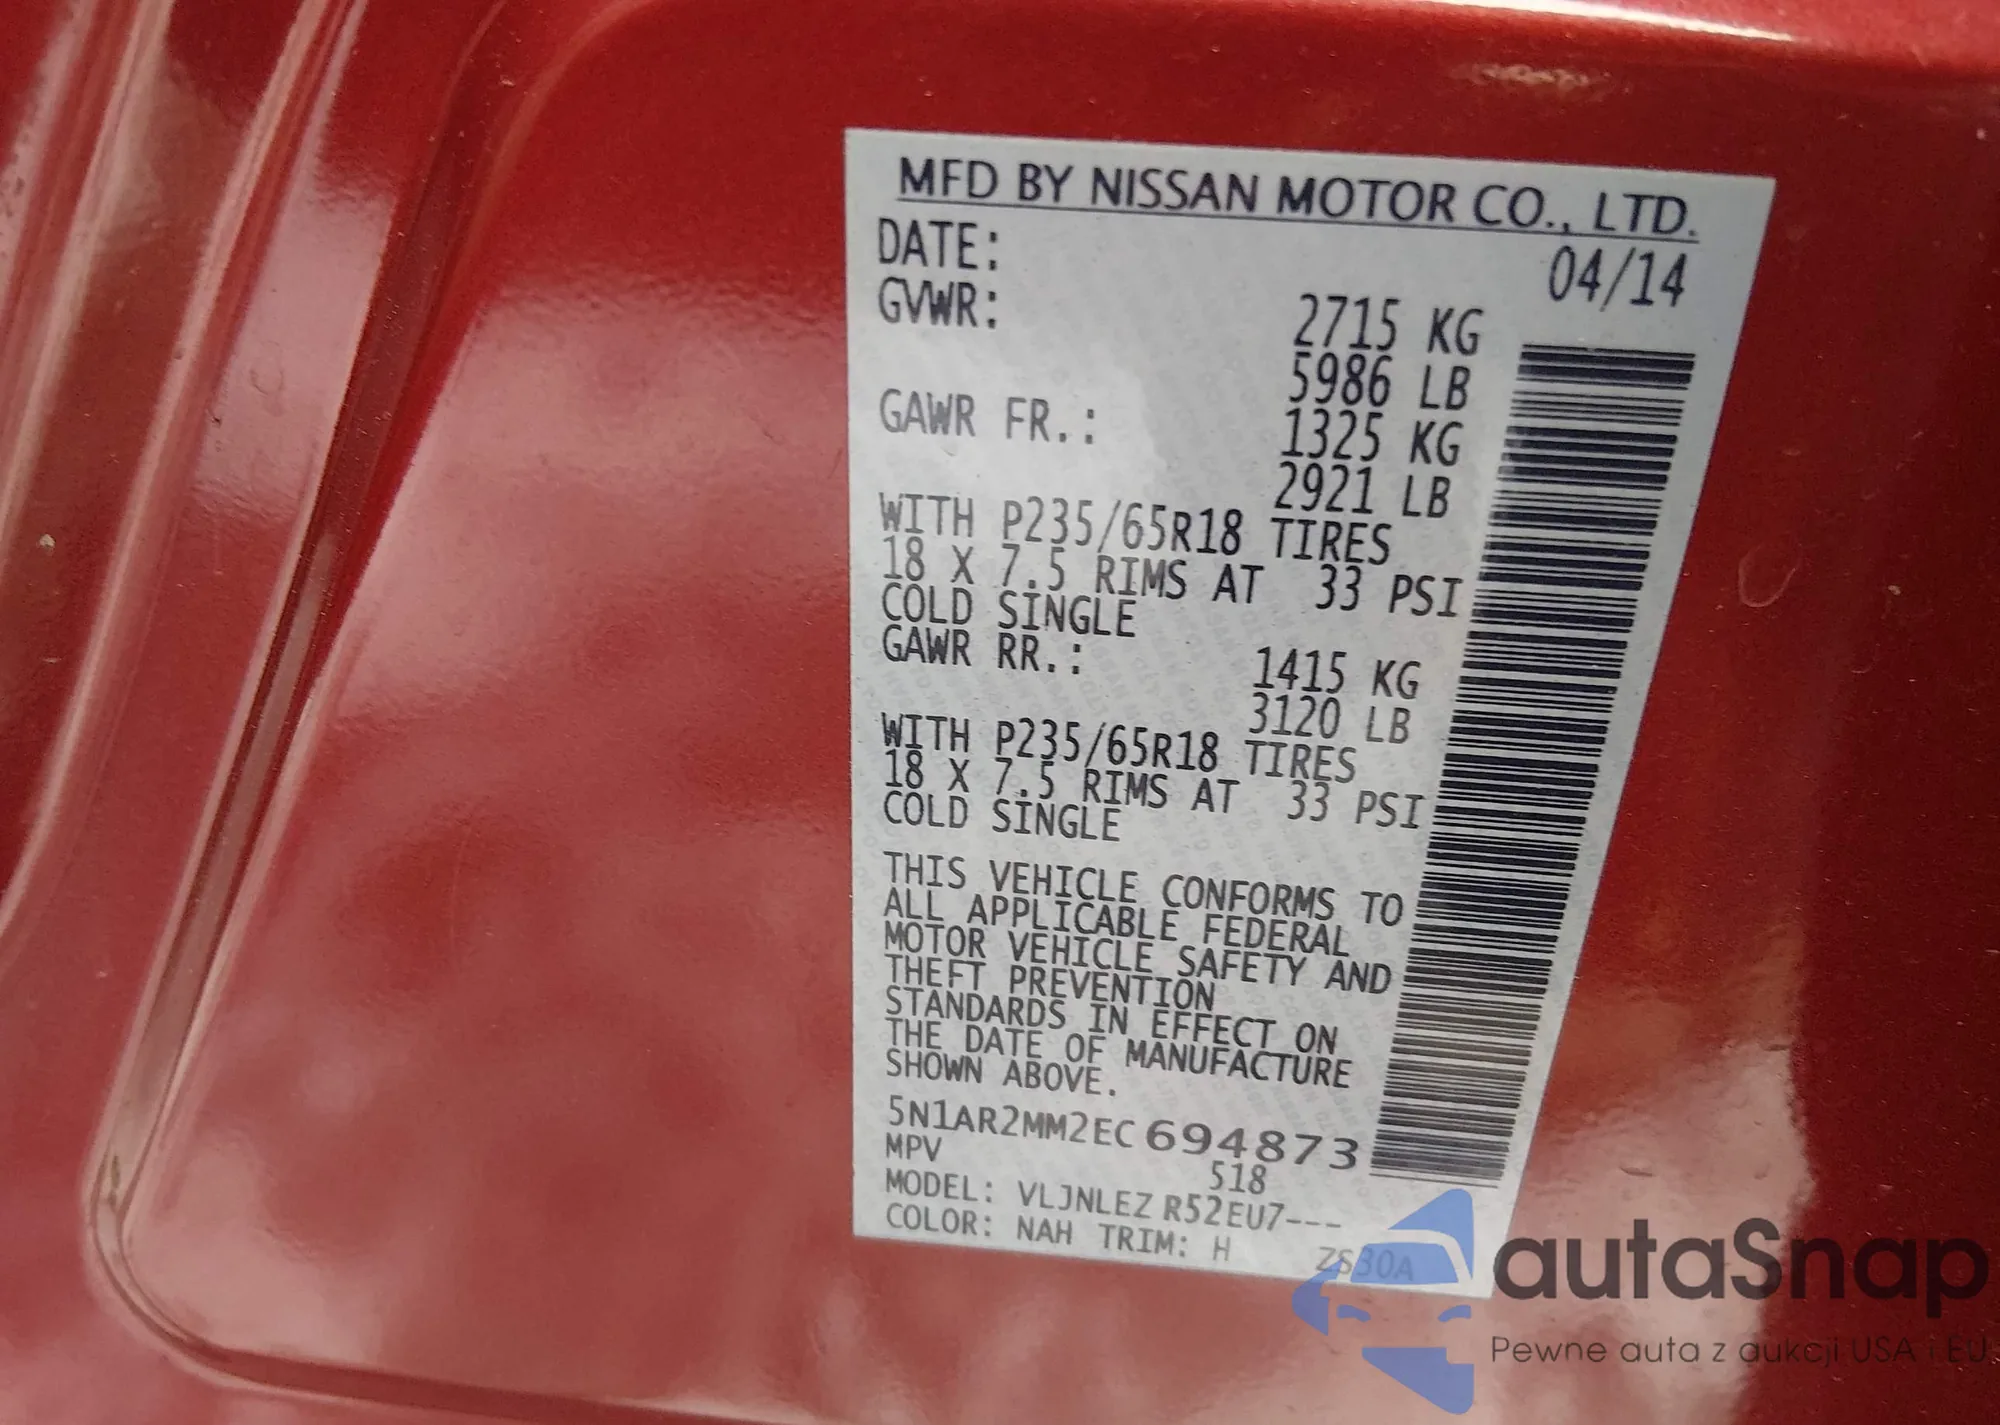 MFD BY NISSAN MOTOR CO., LTD.
DATE: 04/14
GVWR: 2715 KG
5986 LB
GAWR FR.: 1325 KG
2921 LB
WITH P235/65R18 TIRES
18 X 7.5 RIMS AT 33 PSI
COLD SINGLE
GAWR RR.: 1415 KG
3120 LB
WITH P235/65R18 TIRES
18 X 7.5 RIMS AT 33 PSI
COLD SINGLE
THIS VEHICLE CONFORMS TO
ALL APPLICABLE FEDERAL
MOTOR VEHICLE SAFETY AND
THEFT PREVENTION
STANDARDS IN EFFECT ON
THE DATE OF MANUFACTURE
SHOWN ABOVE.
5N1AR2MM2EC694873
MPV 518
MODEL: VLJNLEZ R52EU7---
COLOR: NAH TRIM: H ZS30A
autaSnap
Pewne auta z aukcji USA i EU